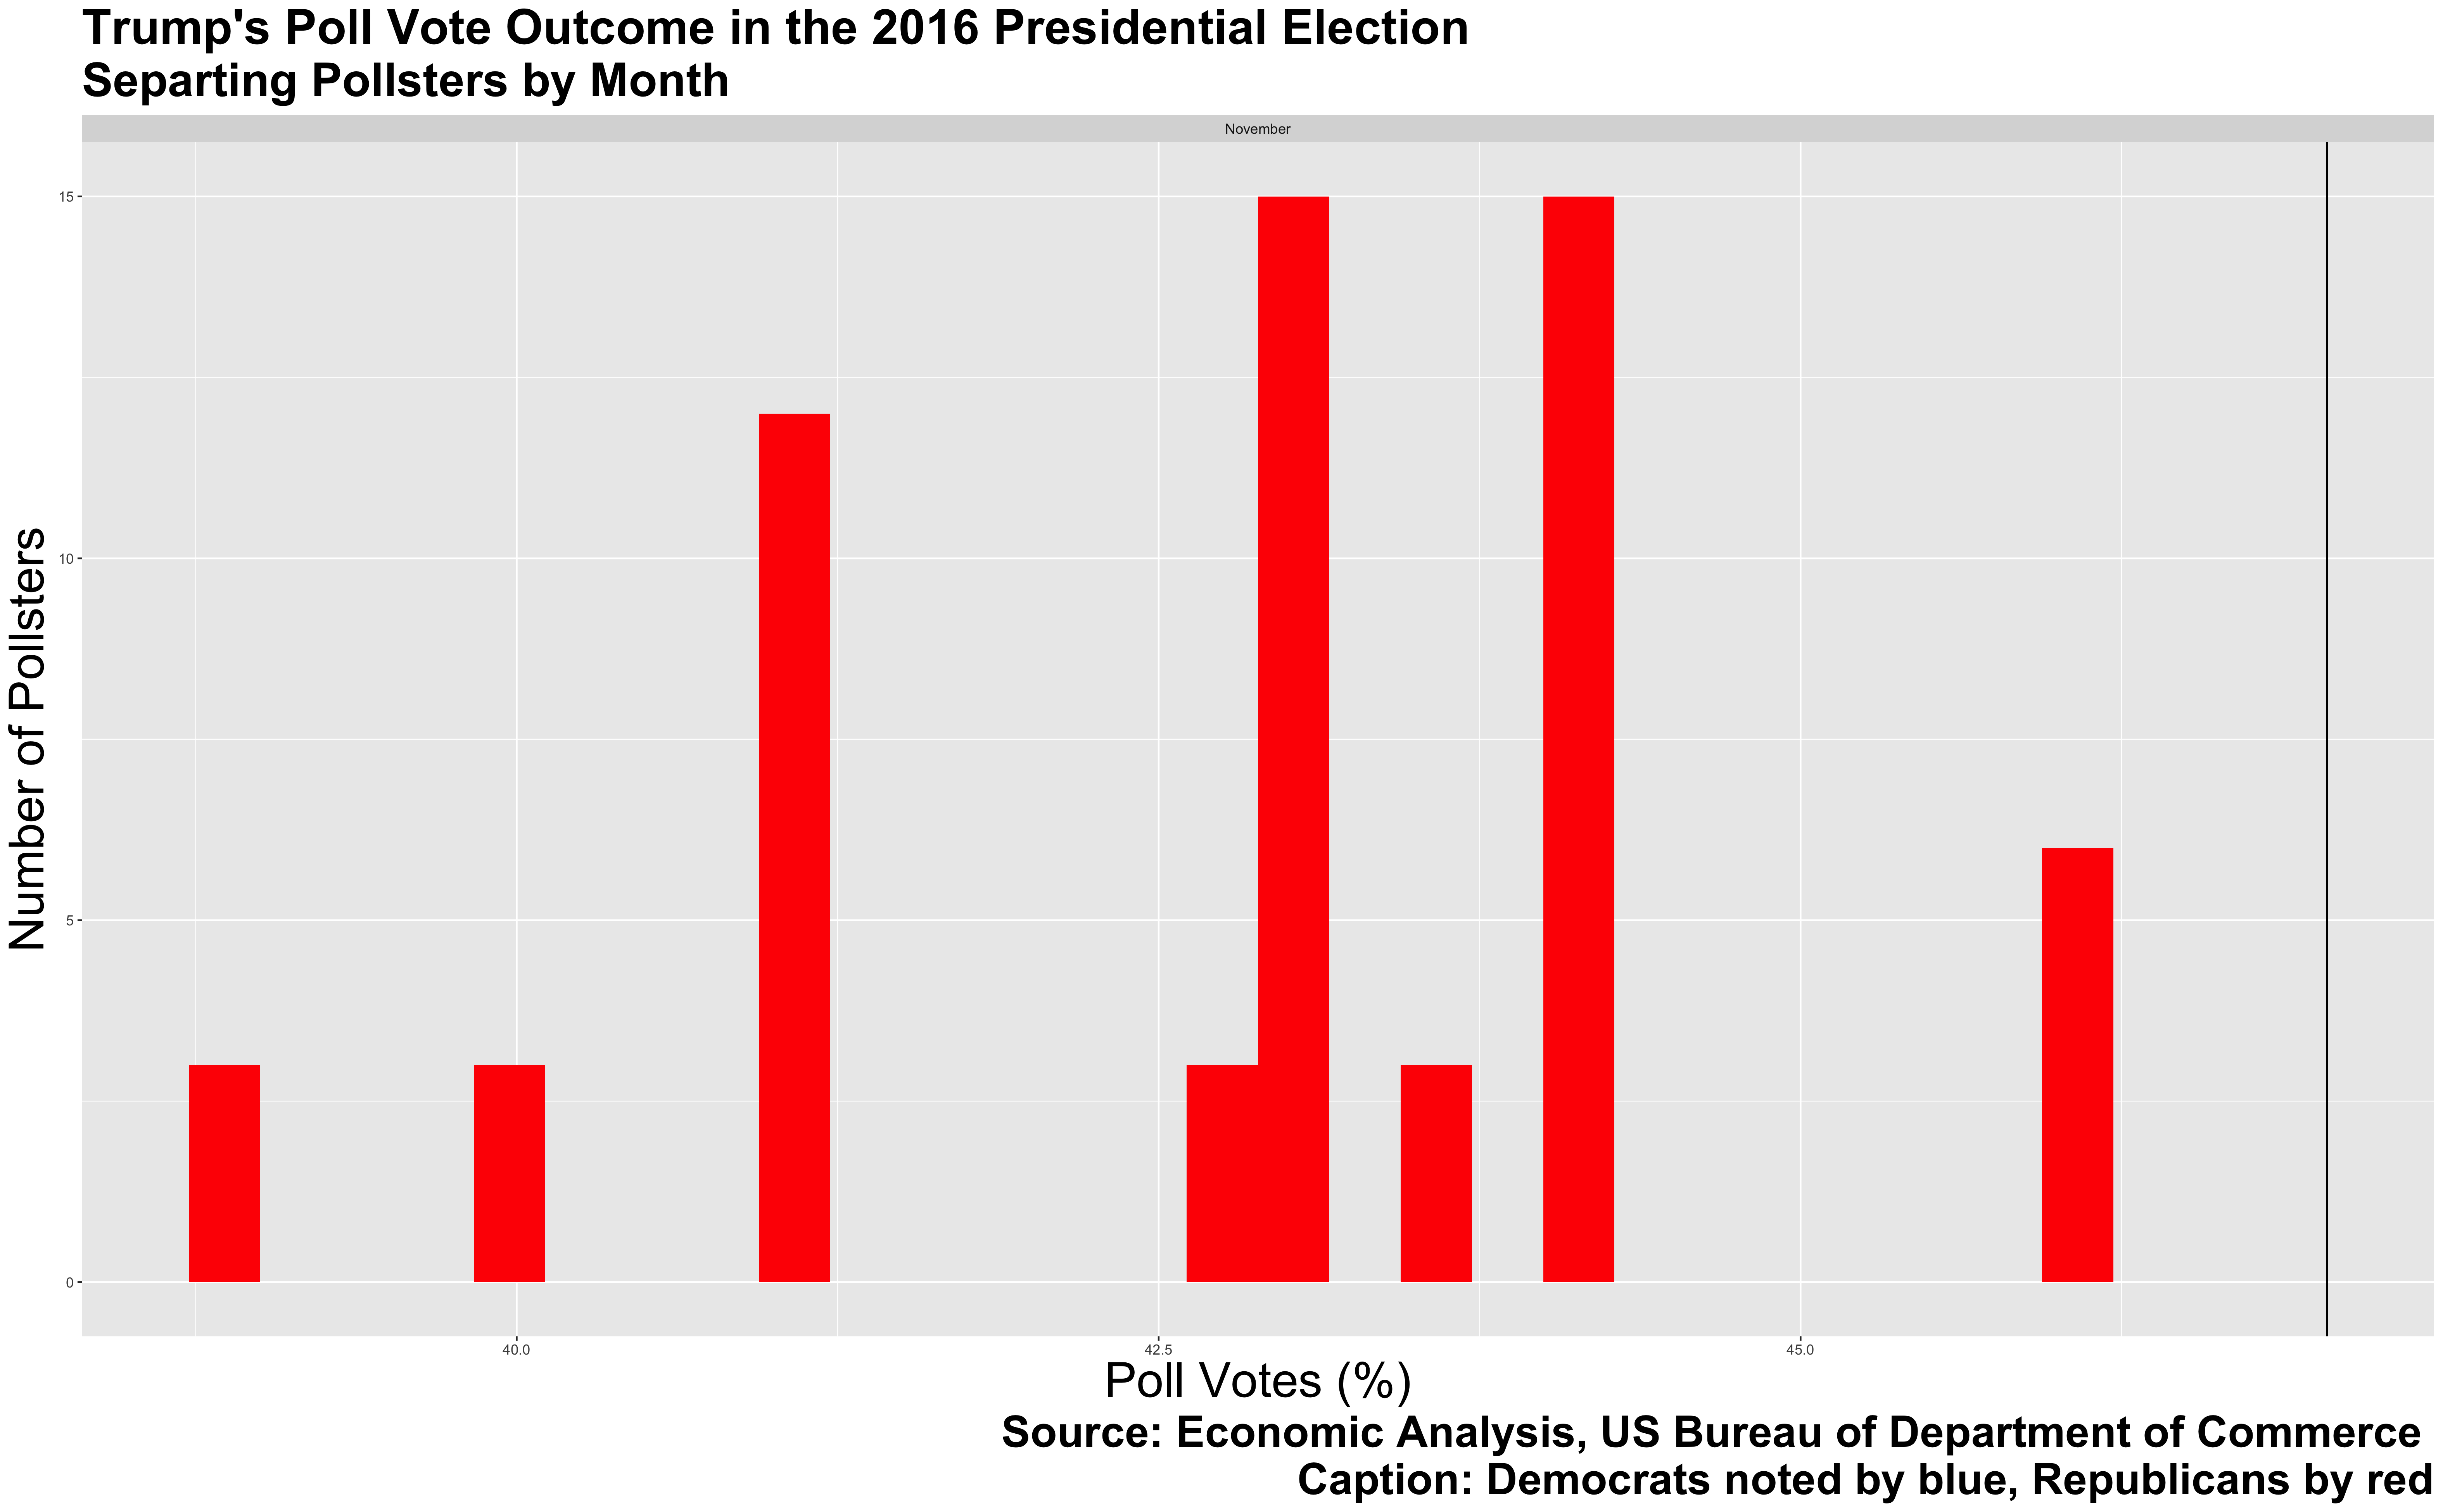 Trump's Poll Vote Outcome in the 2016 Presidential Election
Separting Pollsters by Month
November
15
10
5
0
Number of Pollsters
40.0
42.5
45.0
Poll Votes (%)
Source: Economic Analysis, US Bureau of Department of Commerce
Caption: Democrats noted by blue, Republicans by red